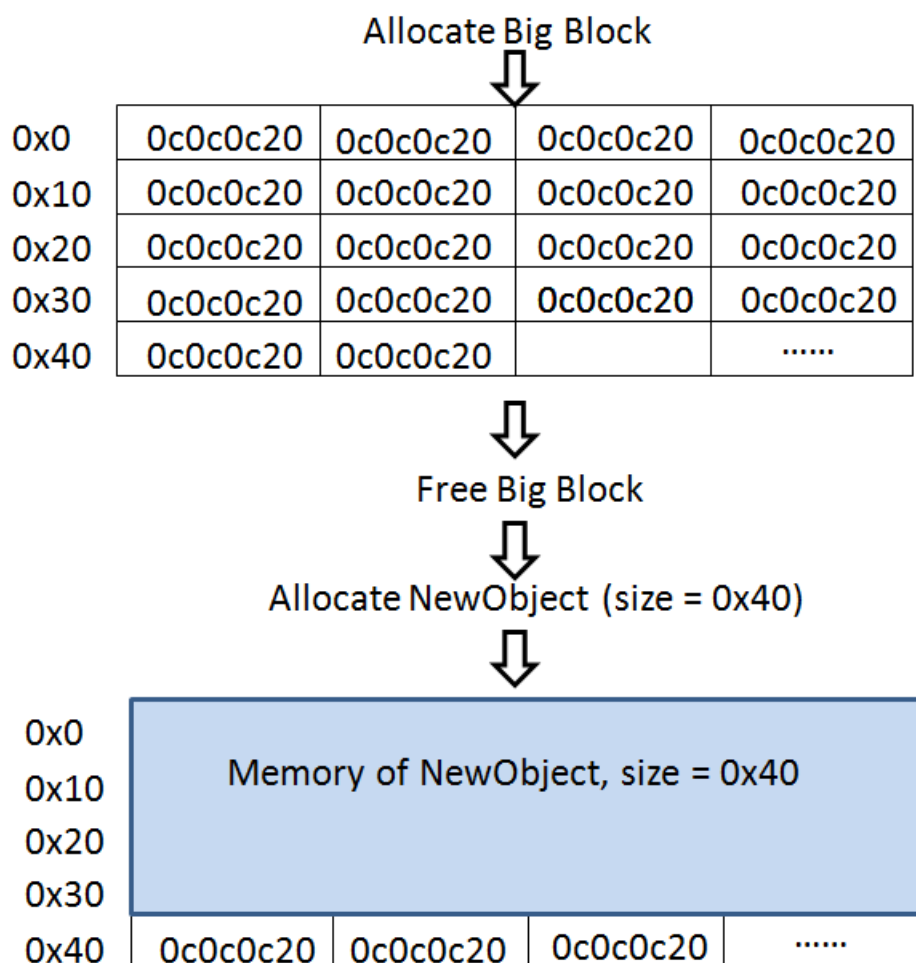 Allocate Big Block
0x0 0c0c0c20 0c0c0c20 0c0c0c20 0c0c0c20
0x10 0c0c0c20 0c0c0c20 0c0c0c20 0c0c0c20
0x20 0c0c0c20 0c0c0c20 0c0c0c20 0c0c0c20
0x30 0c0c0c20 0c0c0c20 0c0c0c20 0c0c0c20
0x40 0c0c0c20 0c0c0c20 ......
Free Big Block
Allocate NewObject (size = 0x40)
0x0
Memory of NewObject, size = 0x40
0x10
0x20
0x30
0x40 0c0c0c20 0c0c0c20 0c0c0c20 ......